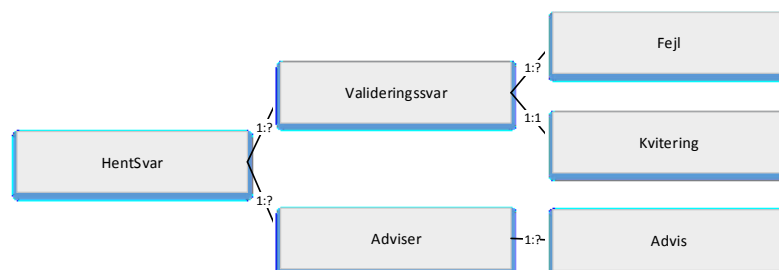 Fejl
1:?
Valideringssvar
1:1
Kvitering
1:?
HentSvar
1:?
Adviser
1:?
Advis